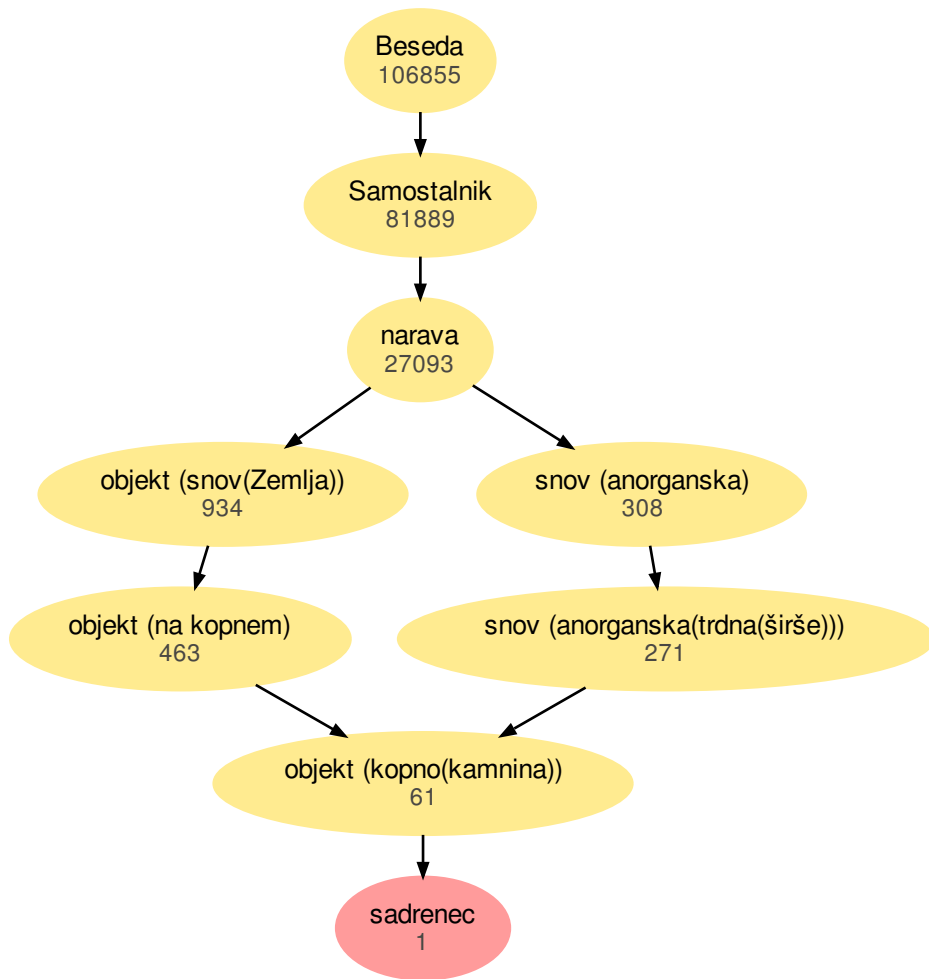 Beseda
106855
Samostalnik
81889
narava
27093
objekt (snov(Zemlja))
934
snov (anorganska)
308
objekt (na kopnem)
463
snov (anorganska(trdna(širše)))
271
objekt (kopno(kamnina))
61
sadrenec
1